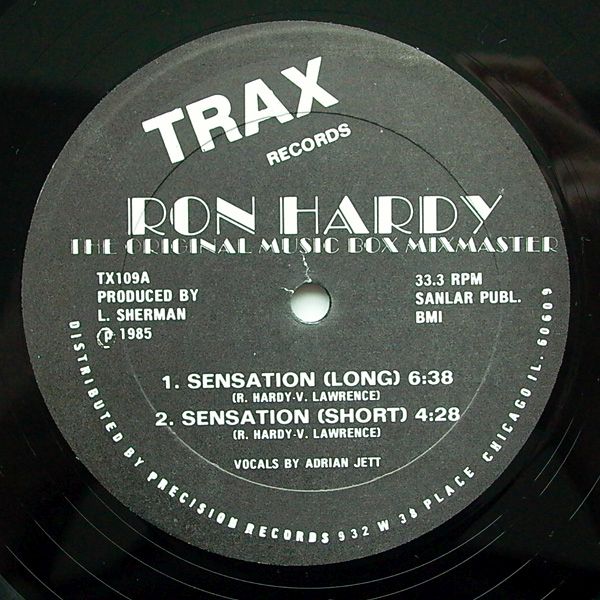 TRAX
RECORDS
RON HARDY
THE ORIGINAL MUSIC BOX MIXMASTER
TX109A
PRODUCED BY
L. SHERMAN
℗ 1985
33.3 RPM
SANLAR PUBL.
BMI
1. SENSATION (LONG) 6:38
(R. HARDY-V. LAWRENCE)
2. SENSATION (SHORT) 4:28
(R. HARDY-V. LAWRENCE)
VOCALS BY ADRIAN JETT
DISTRIBUTED BY PRECISION RECORDS 932 W 38 PLACE CHICAGO IL. 60609